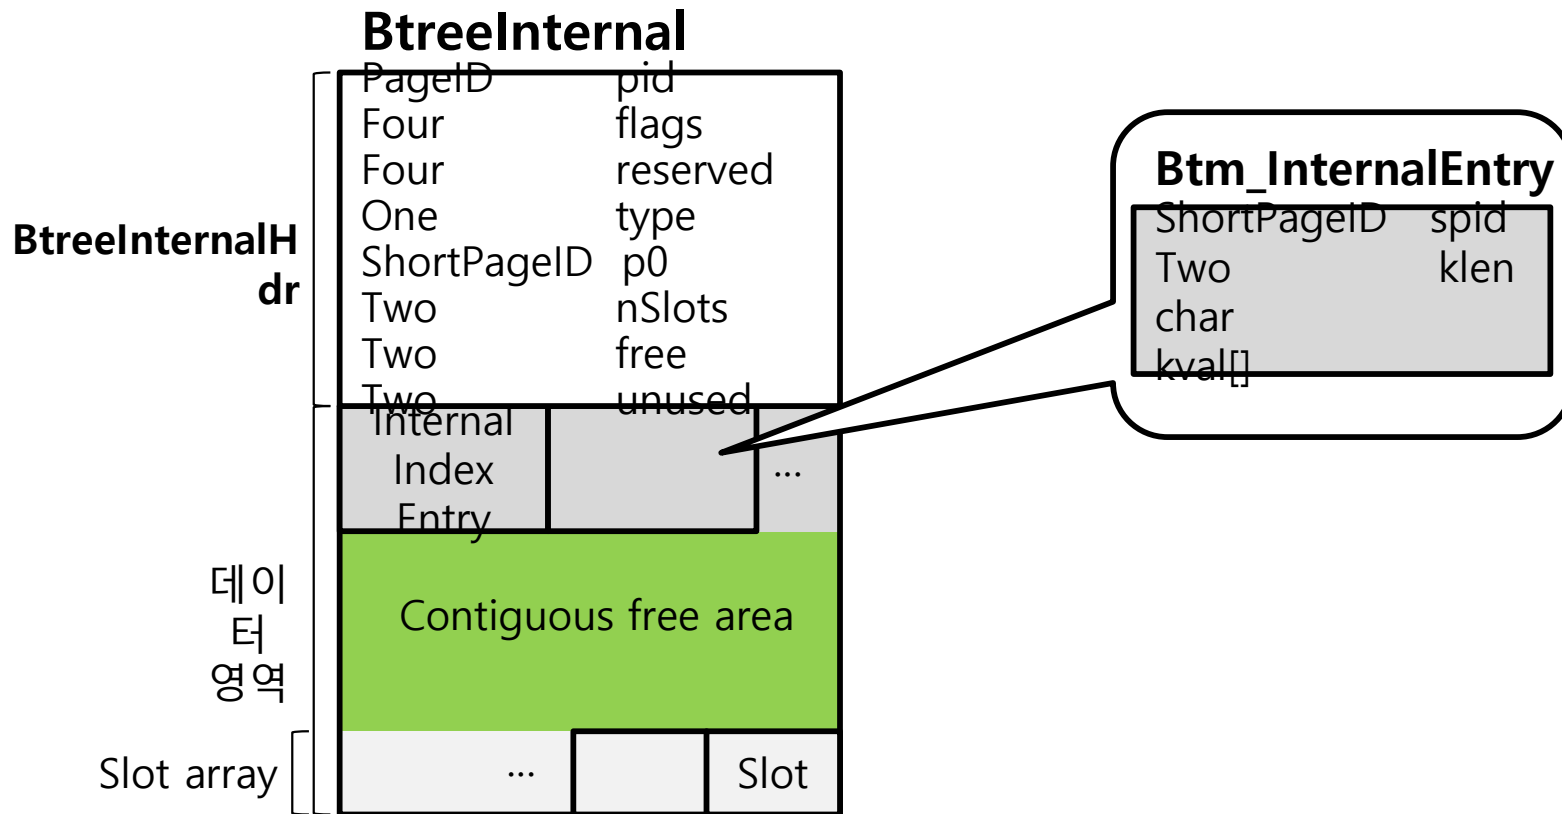 BtreeInternal
PageID pid
Four flags
Four reserved
One type
ShortPageID p0
Two nSlots
Two free
Two unused
BtreeInternalH
dr
Internal
Index
Entry
...
Btm_InternalEntry
ShortPageID spid
Two klen
char
kval[]
데이
터
영역
Contiguous free area
Slot array
...
Slot